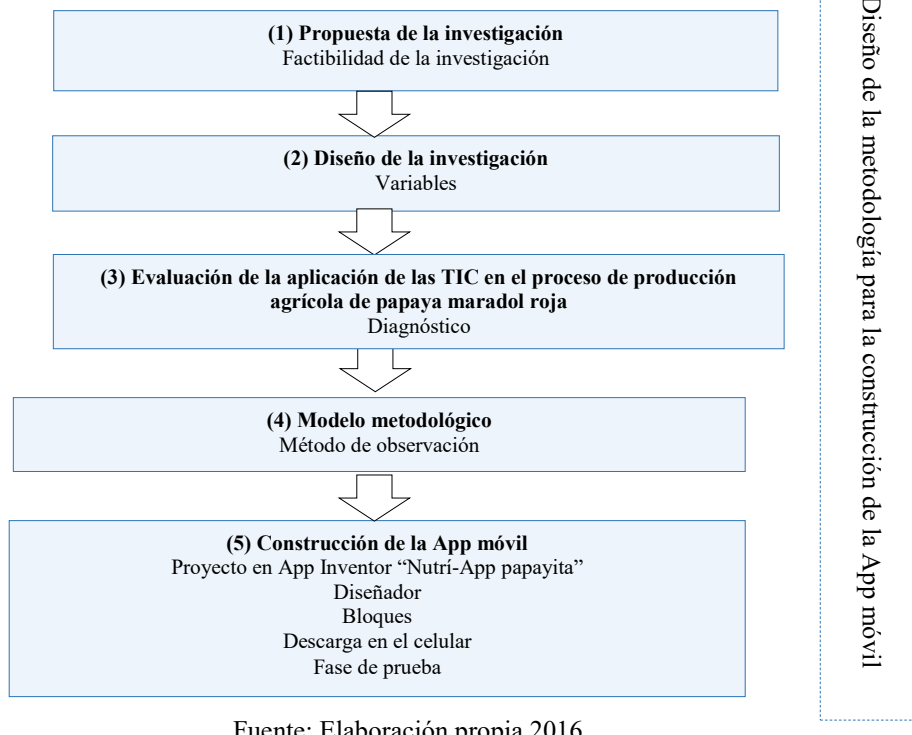 (1) Propuesta de la investigación
Factibilidad de la investigación
(2) Diseño de la investigación
Variables
(3) Evaluación de la aplicación de las TIC en el proceso de producción
agrícola de papaya maradol roja
Diagnóstico
(4) Modelo metodológico
Método de observación
(5) Construcción de la App móvil
Proyecto en App Inventor “Nutrí-App papayita”
Diseñador
Bloques
Descarga en el celular
Fase de prueba
Diseño de la metodología para la construcción de la App móvil
Fuente: Elaboración propia 2016